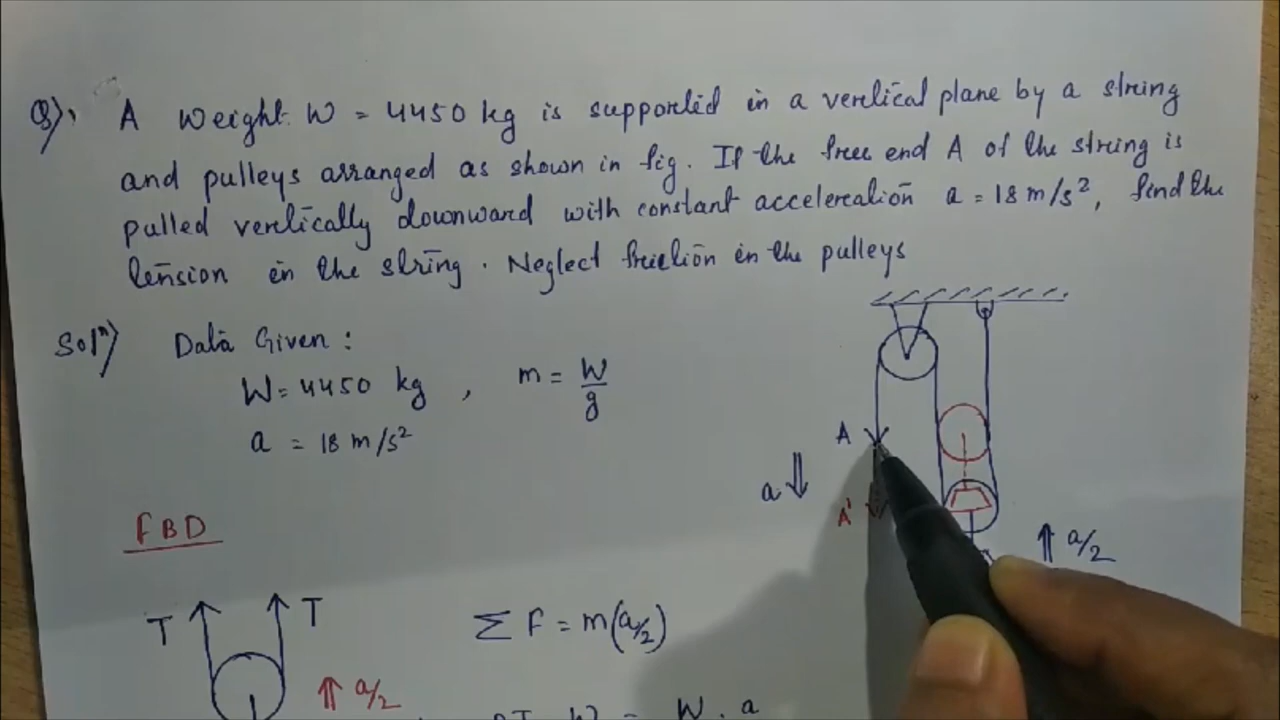 Q). A Weight W = 4450 kg is supported in a vertical plane by a string
and pulleys arranged as shown in fig. If the free end A of the string is
pulled vertically downward with constant acceleration a = 18 m/s², find the
tension in the string. Neglect friction in the pulleys
Solⁿ) Data Given :
W = 4450 kg , m = W/g
a = 18 m/s²
A
a
A'
a/2
FBD
T T
Σ F = m(a/2)
a/2
2T - W = W . a